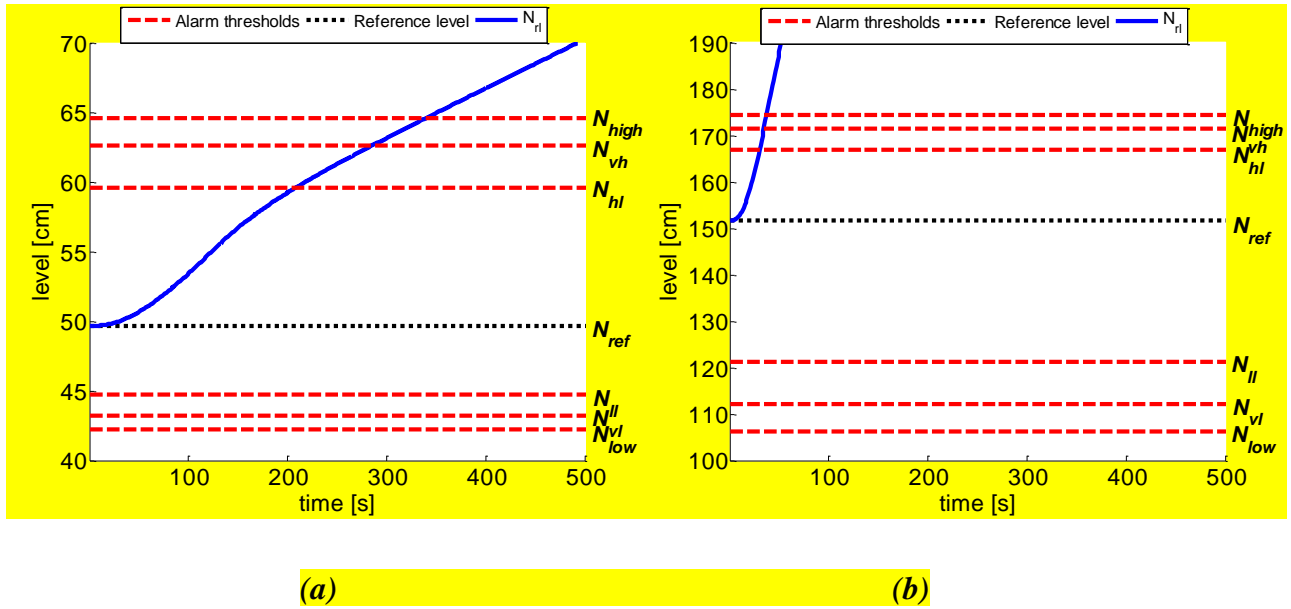 Alarm thresholds Reference level N_rl
70
65
60
55
50
45
40
level [cm]
N_high
N_vh
N_hl
N_ref
N_ll
N_vl
N_low
100 200 300 400 500
time [s]
(a)
Alarm thresholds Reference level N_rl
190
180
170
160
150
140
130
120
110
100
level [cm]
N_high
N_vh
N_hl
N_ref
N_ll
N_vl
N_low
100 200 300 400 500
time [s]
(b)